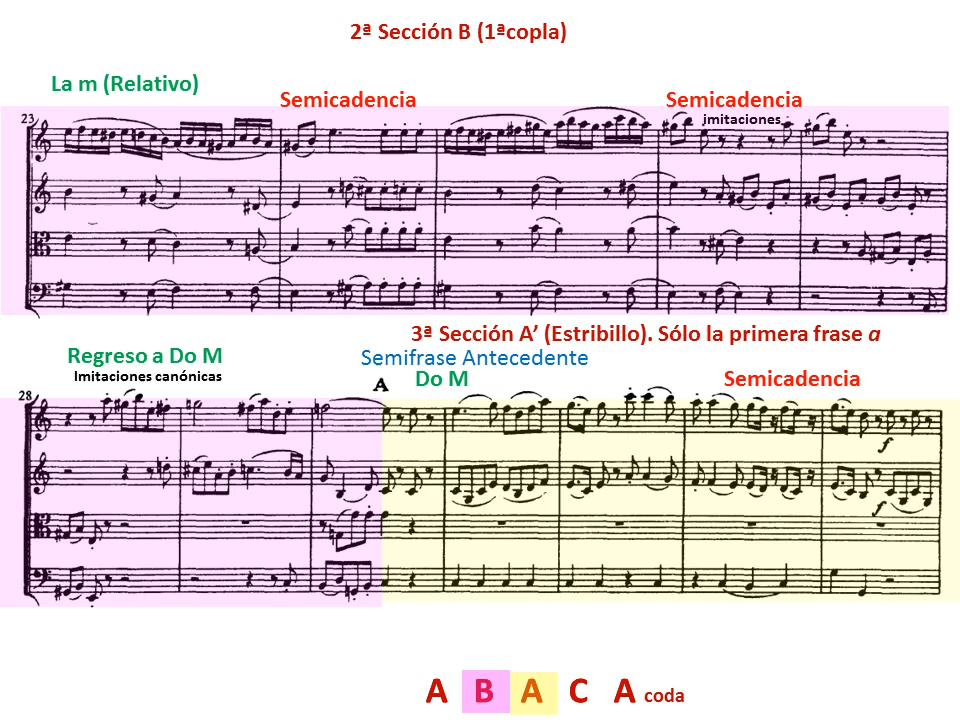 2ª Sección B (1ªcopla)
La m (Relativo)
Semicadencia
Semicadencia
23
imitaciones
3ª Sección A’ (Estribillo). Sólo la primera frase a
Regreso a Do M
Semifrase Antecedente
Imitaciones canónicas
A
Do M
Semicadencia
28
f
f
A B A C A coda